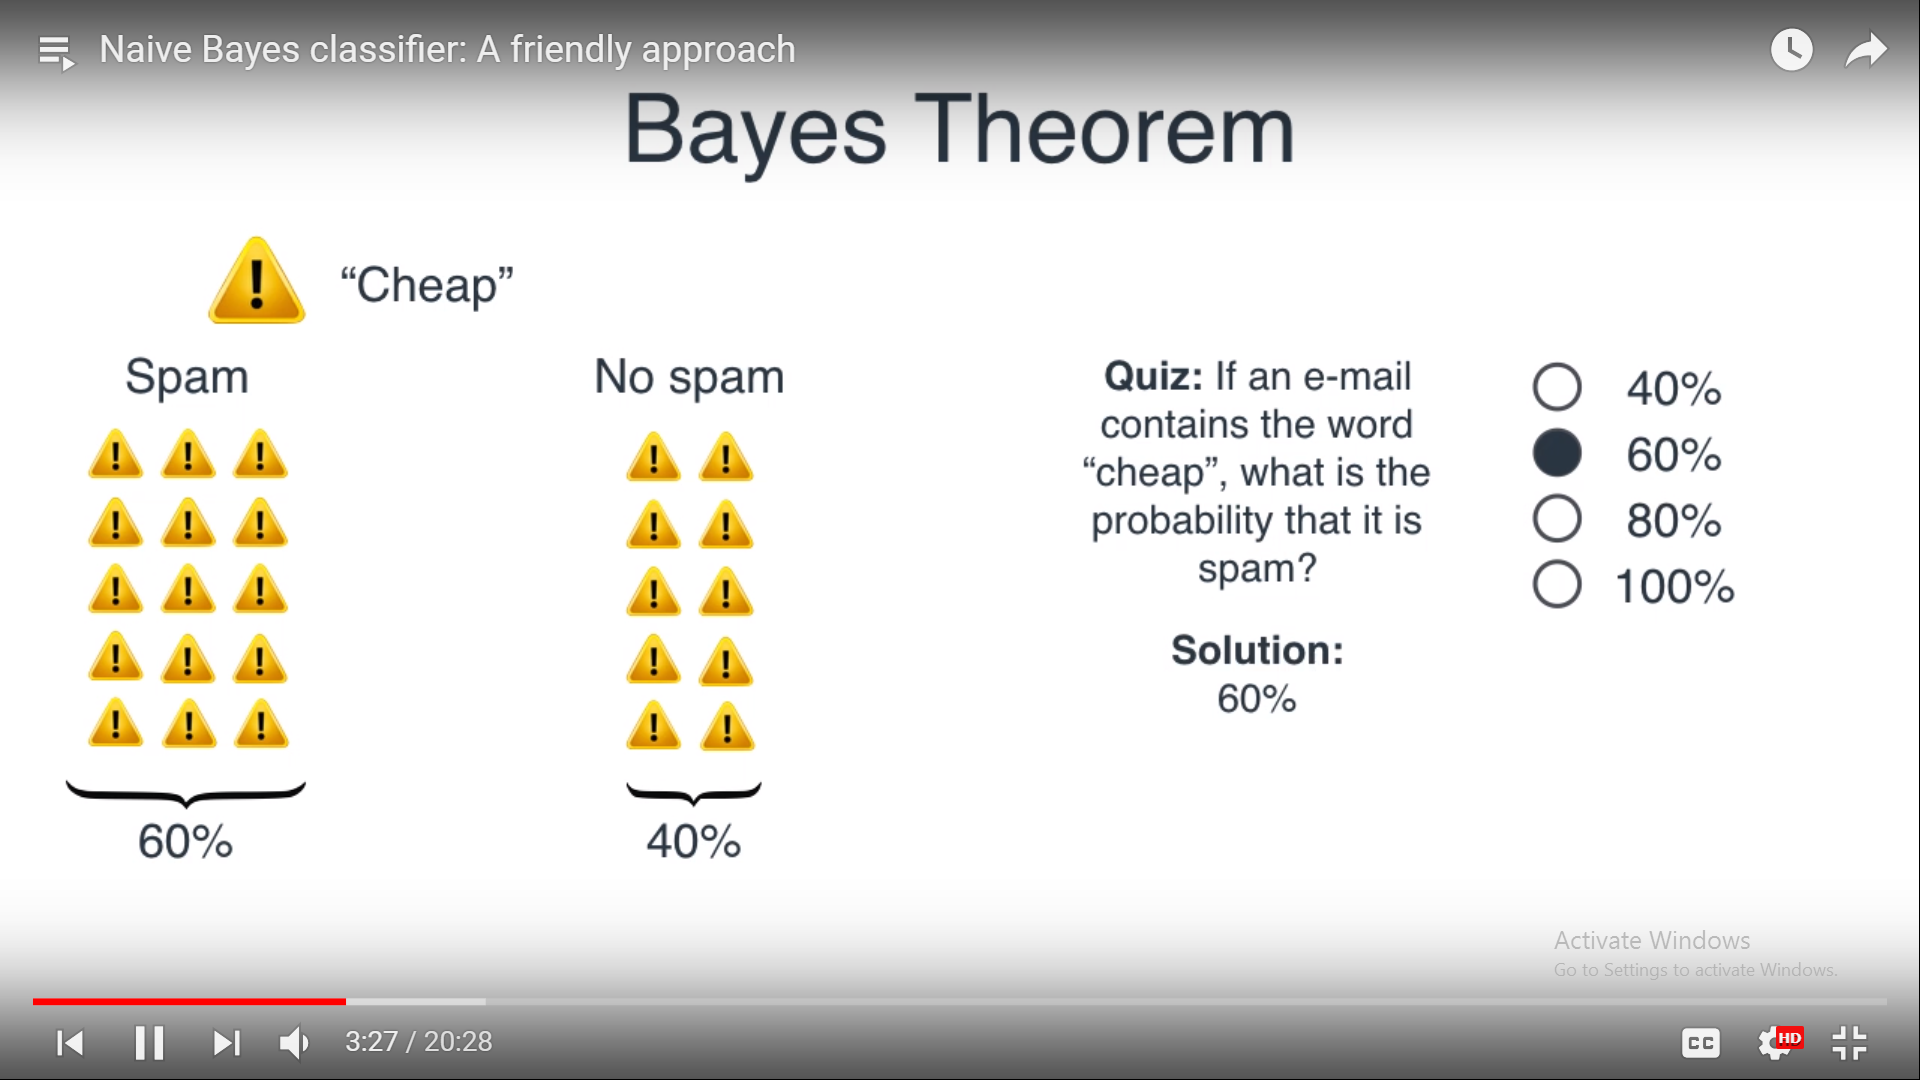 Naive Bayes classifier: A friendly approach
Bayes Theorem
“Cheap”
Spam
No spam
60%
40%
Quiz: If an e-mail
contains the word
“cheap”, what is the
probability that it is
spam?
Solution:
60%
40%
60%
80%
100%
Activate Windows
Go to Settings to activate Windows.
3:27 / 20:28
CC
HD